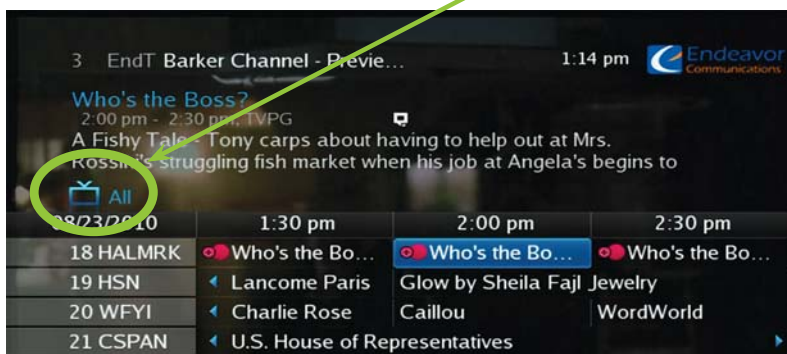 3 EndT Barker Channel - Previe... 1:14 pm Endeavor Communications
Who's the Boss?
2:00 pm - 2:30 pm, TVPG
A Fishy Tale - Tony carps about having to help out at Mrs.
Rossini's struggling fish market when his job at Angela's begins to
All
08/23/2010 1:30 pm 2:00 pm 2:30 pm
18 HALMRK Who's the Bo... Who's the Bo... Who's the Bo...
19 HSN Lancome Paris Glow by Sheila Fajl Jewelry
20 WFYI Charlie Rose Caillou WordWorld
21 CSPAN U.S. House of Representatives